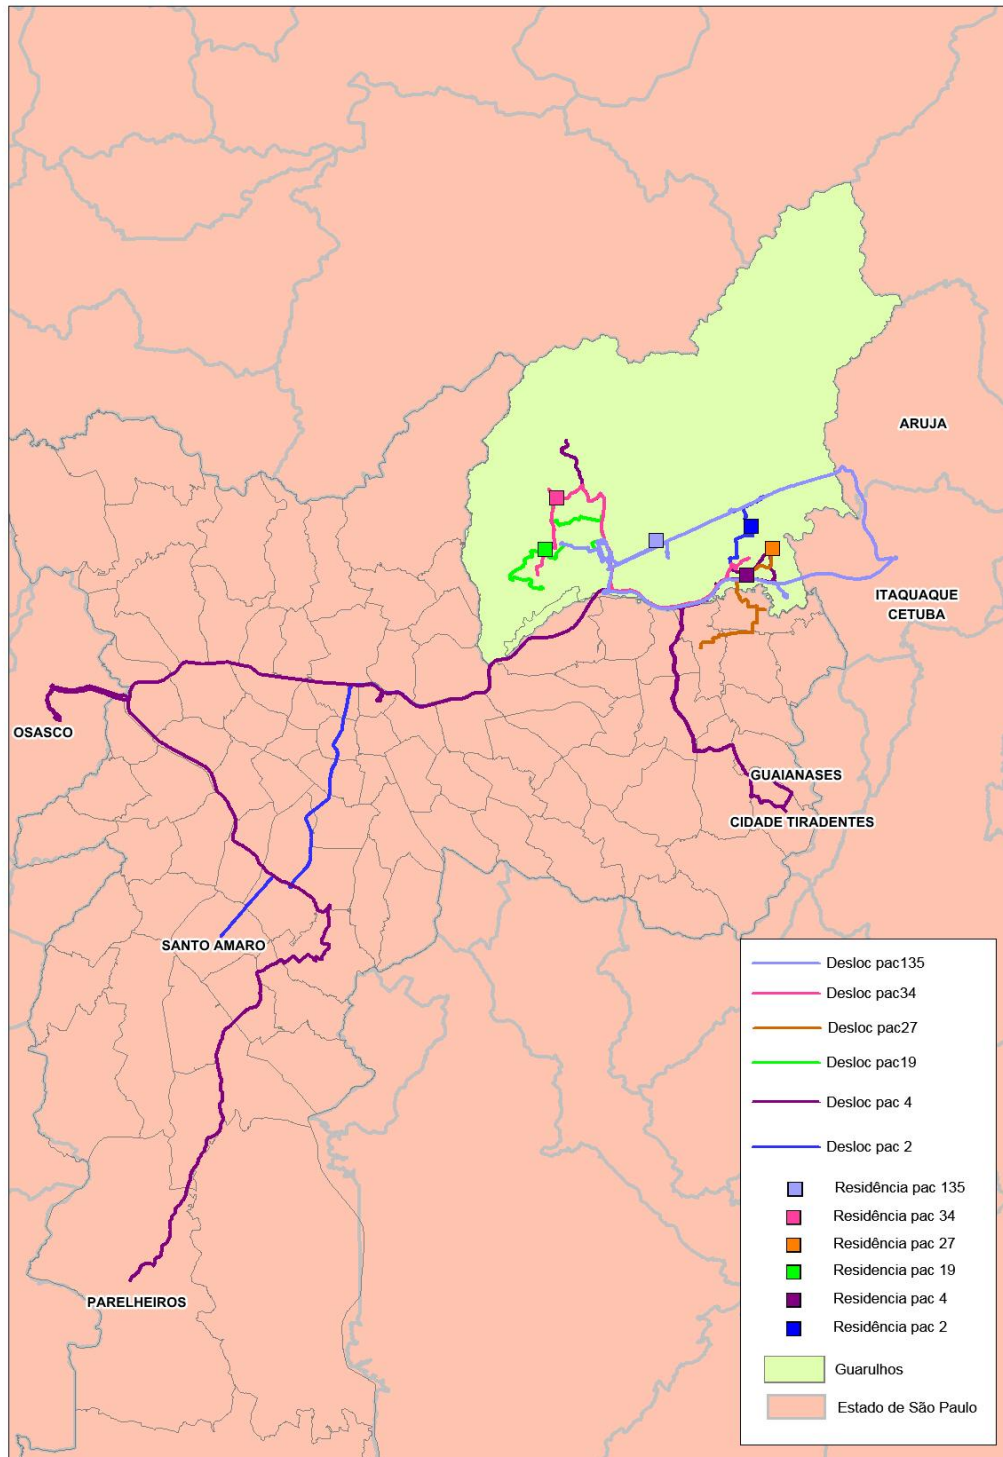 ARUJA
ITAQUAQUE
CETUBA
OSASCO
GUAIANASES
CIDADE TIRADENTES
SANTO AMARO
PARELHEIROS
Desloc pac135
Desloc pac34
Desloc pac27
Desloc pac19
Desloc pac 4
Desloc pac 2
Residência pac 135
Residência pac 34
Residência pac 27
Residencia pac 19
Residencia pac 4
Residência pac 2
Guarulhos
Estado de São Paulo